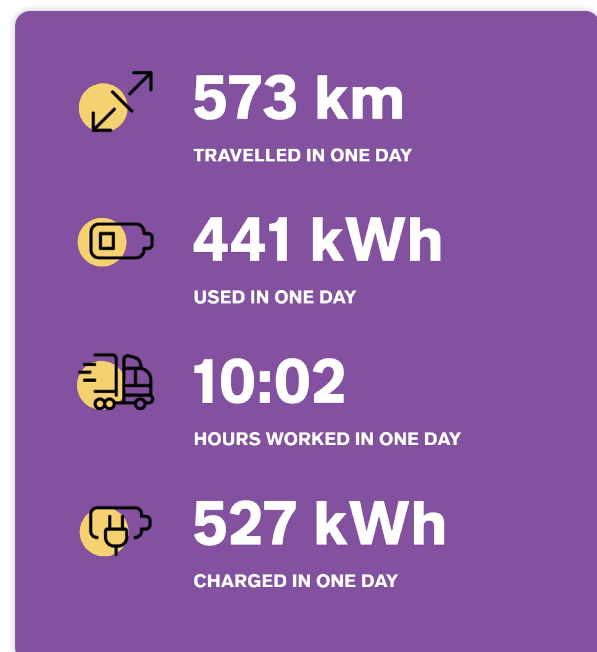 573 km
TRAVELLED IN ONE DAY
441 kWh
USED IN ONE DAY
10:02
HOURS WORKED IN ONE DAY
527 kWh
CHARGED IN ONE DAY